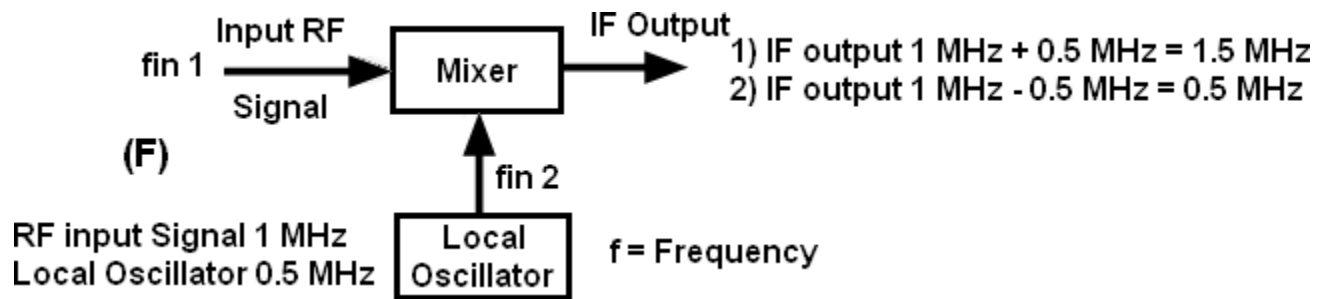 Input RF
IF Output
fin 1
Mixer
1) IF output 1 MHz + 0.5 MHz = 1.5 MHz
2) IF output 1 MHz - 0.5 MHz = 0.5 MHz
Signal
(F)
fin 2
RF input Signal 1 MHz
Local Oscillator 0.5 MHz
Local
Oscillator
f = Frequency